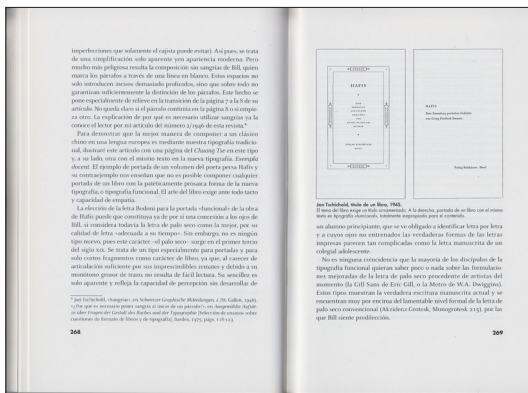 imperfecciones que solamente el cajista puede evitar). Así pues, se trata
de una simplificación solo aparente yen apariencia moderna. Pero
mucho más peligrosa resulta la composición sin sangrías de Bill, quien
marca los párrafos a través de una línea en blanco. Estos espacios no
solo introducen incisos demasiado profundos, sino que sobre todo no
garantizan suficientemente la distinción de los párrafos. Este hecho se
pone especialmente de relieve en la transición de la página 7 a la 8 de su
artículo. No queda claro si el párrafo continúa en la página 8 o si empie-
za otro. La explicación de por qué es necesario utilizar sangrías ya la
conoce el lector por mi artículo del número 2/1946 de esta revista.*
Para demostrar que la mejor manera de componer a un clásico
chino en una lengua europea es mediante nuestra tipografía tradicio-
nal, ilustraré este artículo con una página del Chuang Tse en este tipo
y, a su lado, otra con el mismo texto en la nueva tipografía. Exempla
docent. El ejemplo de portada de un volumen del poeta persa Hafis y
su contraejemplo nos enseñan que no es posible componer cualquier
portada de un libro con la patéticamente prosaica forma de la nueva
tipografía, o tipografía funcional. El arte del libro exige ante todo tacto
y capacidad de empatía.
La elección de la letra Bodoni para la portada «funcional» de la obra
de Hafis puede que constituya ya de por sí una concesión a los ojos de
Bill, si considera todavía la letra de palo seco como la mejor, por su
calidad de letra «adecuada a su tiempo». Sin embargo, no es ningún
tipo nuevo, pues este carácter –el palo seco– surge en el primer tercio
del siglo XIX. Se trata de un tipo especialmente para portadas y para
solo cortos fragmentos como carácter de libro, ya que, al carecer de
articulación suficiente por sus imprescindibles remates y debido a un
monótono grosor de trazo, no resulta de fácil lectura. Su sencillez es
solo aparente y refleja la capacidad de percepción sin desarrollar de
* Jan Tschichold, 
268
HAFIS
HAFIS
Eine Sammlung persischer Gedichte
von Georg Friedrich Daumer.
Verlag Birkhäuser · Basel
Jan Tschichold, título de un libro, 1945.
El tema del libro exige un título ornamentado. A la derecha, portada de un libro con el mismo
texto en tipografía «funcional», totalmente inapropiada para el contenido.
un alumno principiante, que se ve obligado a identificar letra por letra
y a cuyos ojos no entrenados las verdaderas formas de las letras
impresas parecen tan complicadas como la letra manuscrita de un
colegial adolescente.
No es ninguna coincidencia que la mayoría de los discípulos de la
tipografía funcional quieran saber poco o nada sobre las formulacio-
nes mejoradas de la letra de palo seco procedente de artistas del
momento (la Gill Sans de Eric Gill, o la Metro de W.A. Dwiggins).
Estos tipos muestran la verdadera escritura manuscrita actual y se
encuentran muy por encima del lamentable nivel formal de la letra de
palo seco convencional (Akzidenz-Grotesk, Monogrotesk 215), por las
que Bill siente predilección.
269